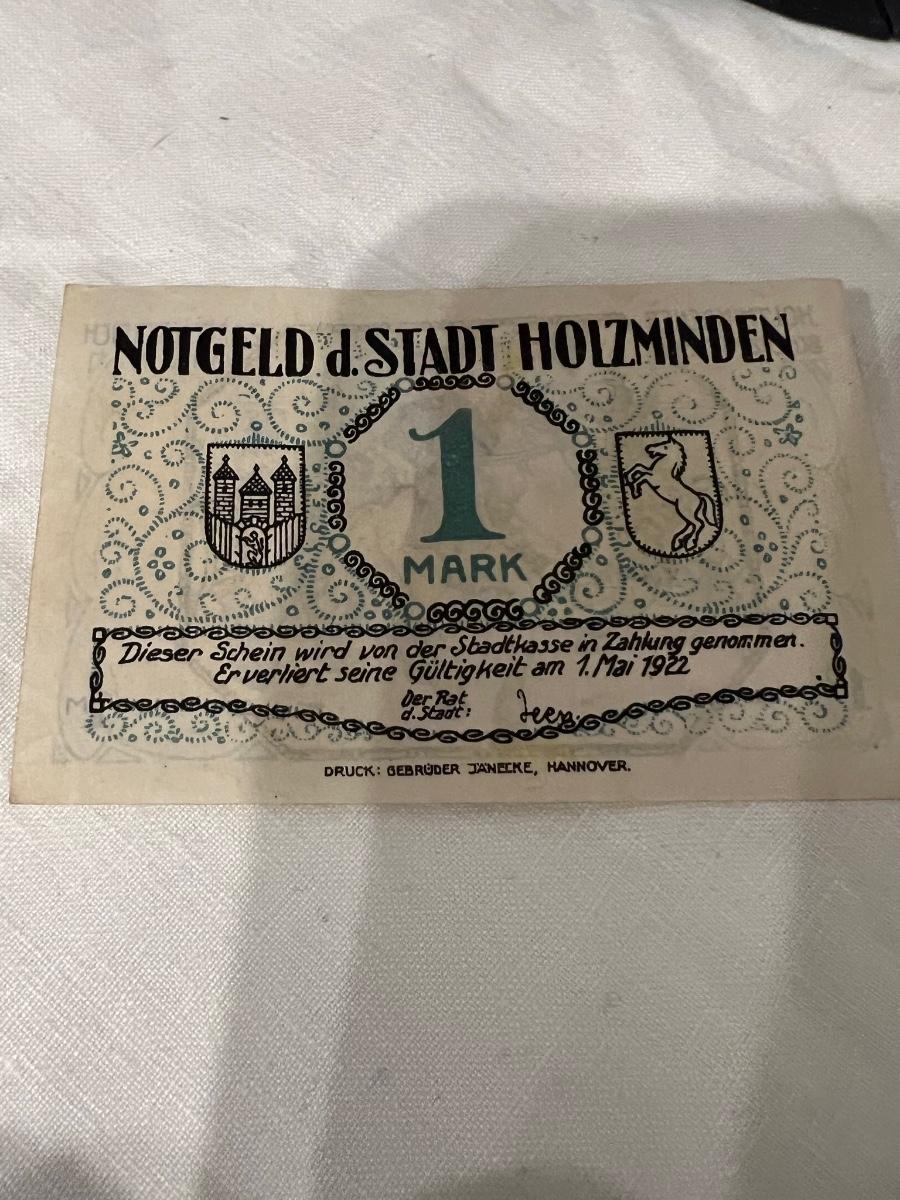 NOTGELD d. STADT HOLZMINDEN
1
MARK
Dieser Schein wird von der Stadtkasse in Zahlung genommen.
Er verliert seine Gültigkeit am 1. Mai 1922
Der Rat
d. Stadt:
DRUCK: GEBRÜDER JÄNECKE, HANNOVER.